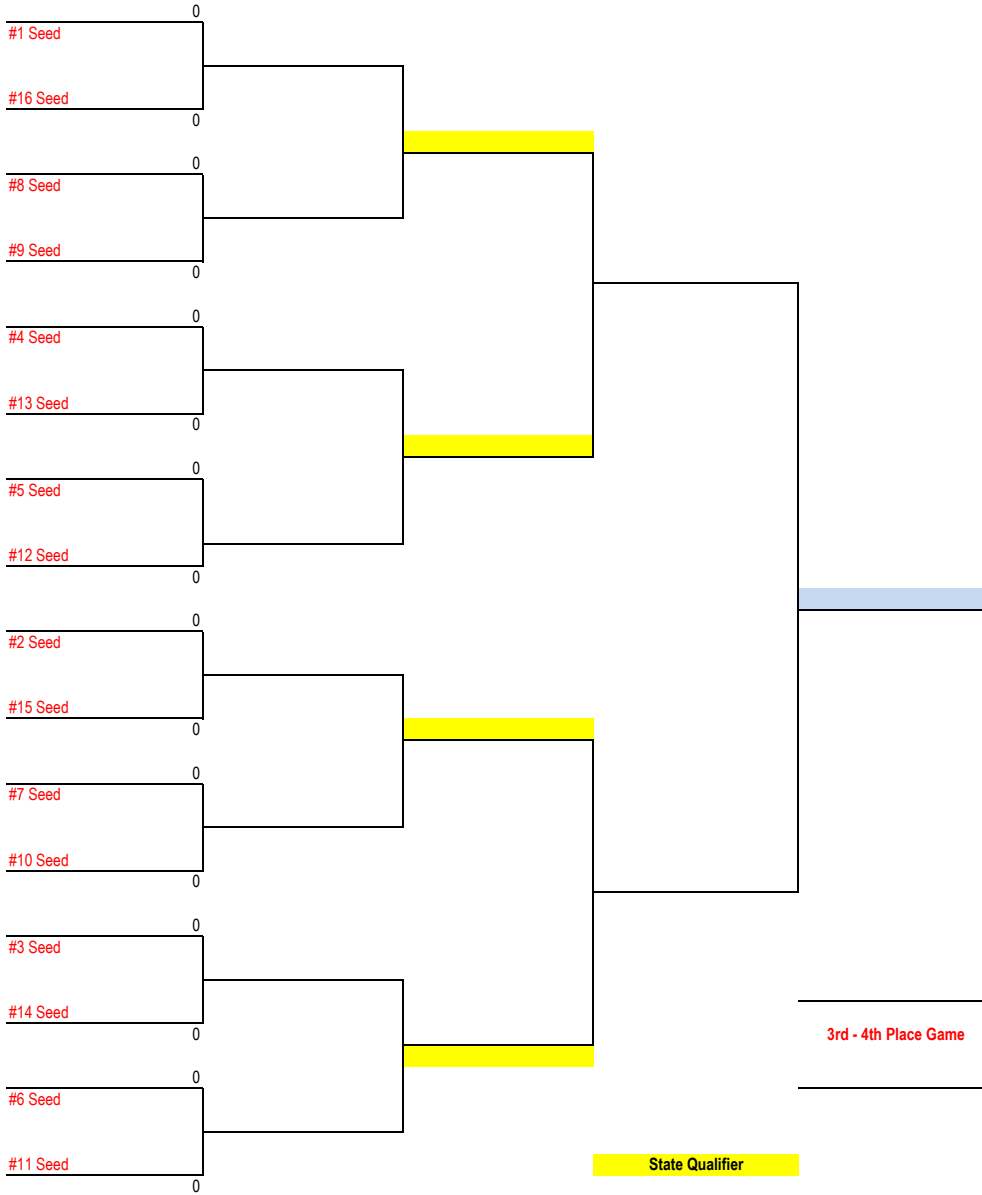 0
#1 Seed
#16 Seed
0
0
#8 Seed
#9 Seed
0
0
#4 Seed
#13 Seed
0
0
#5 Seed
#12 Seed
0
0
#2 Seed
#15 Seed
0
0
#7 Seed
#10 Seed
0
0
#3 Seed
#14 Seed
0
3rd - 4th Place Game
0
#6 Seed
#11 Seed
0
State Qualifier